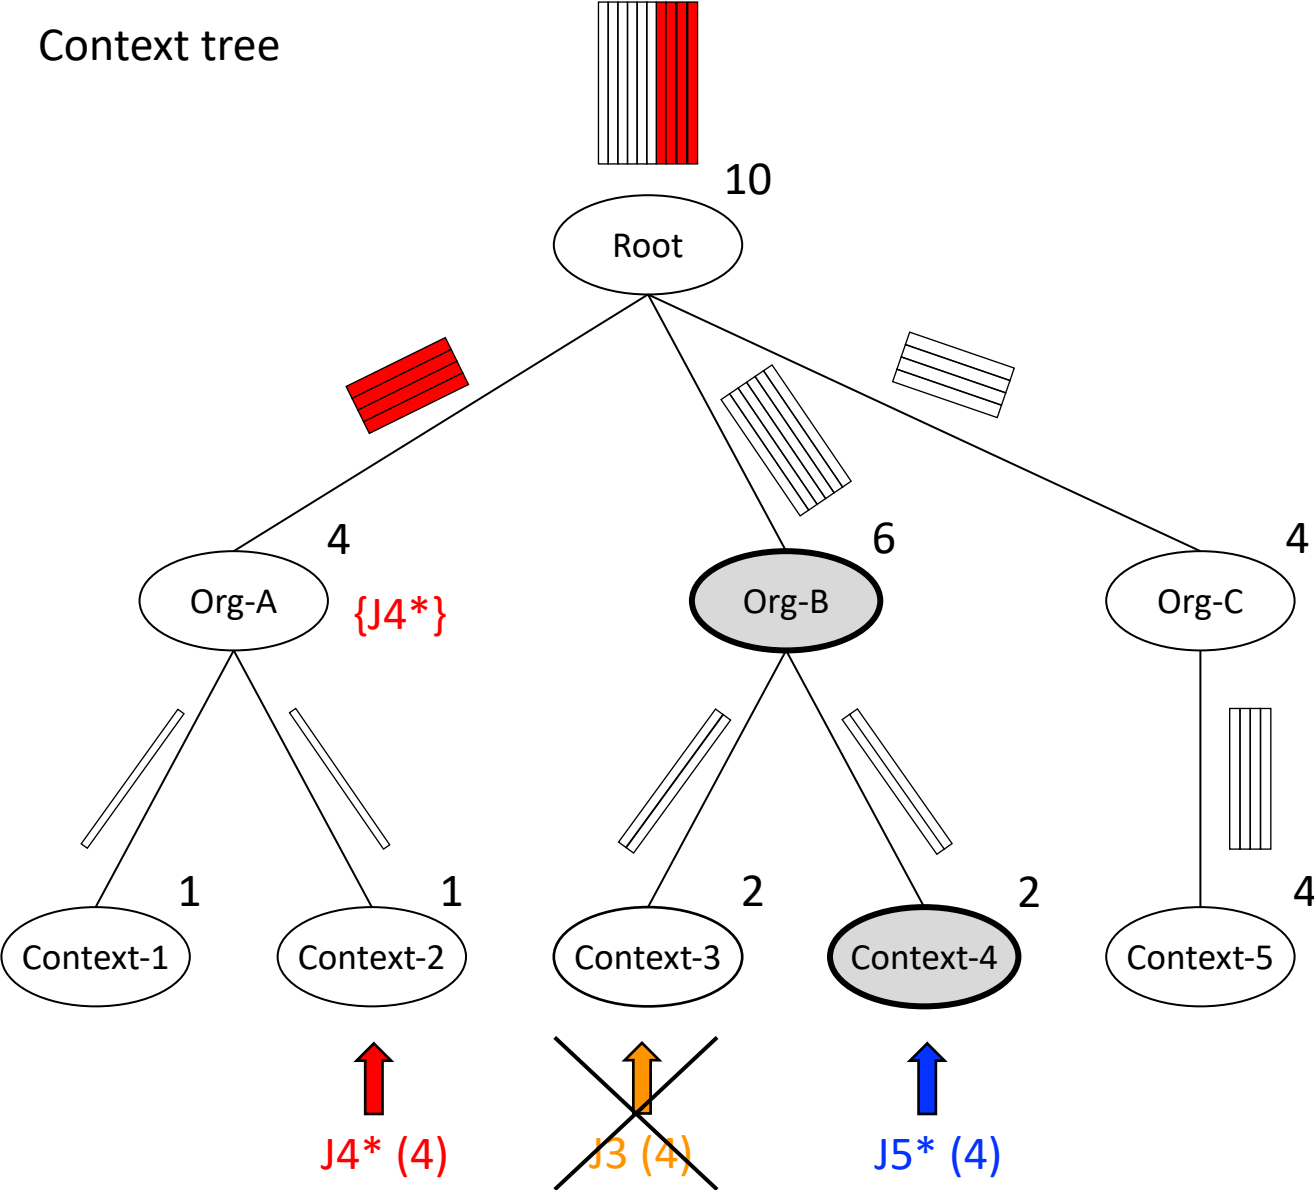 Context tree
10
Root
4
6
4
Org-A
{J4*}
Org-B
Org-C
1
1
2
2
4
Context-1
Context-2
Context-3
Context-4
Context-5
J4* (4)
J3 (4)
J5* (4)